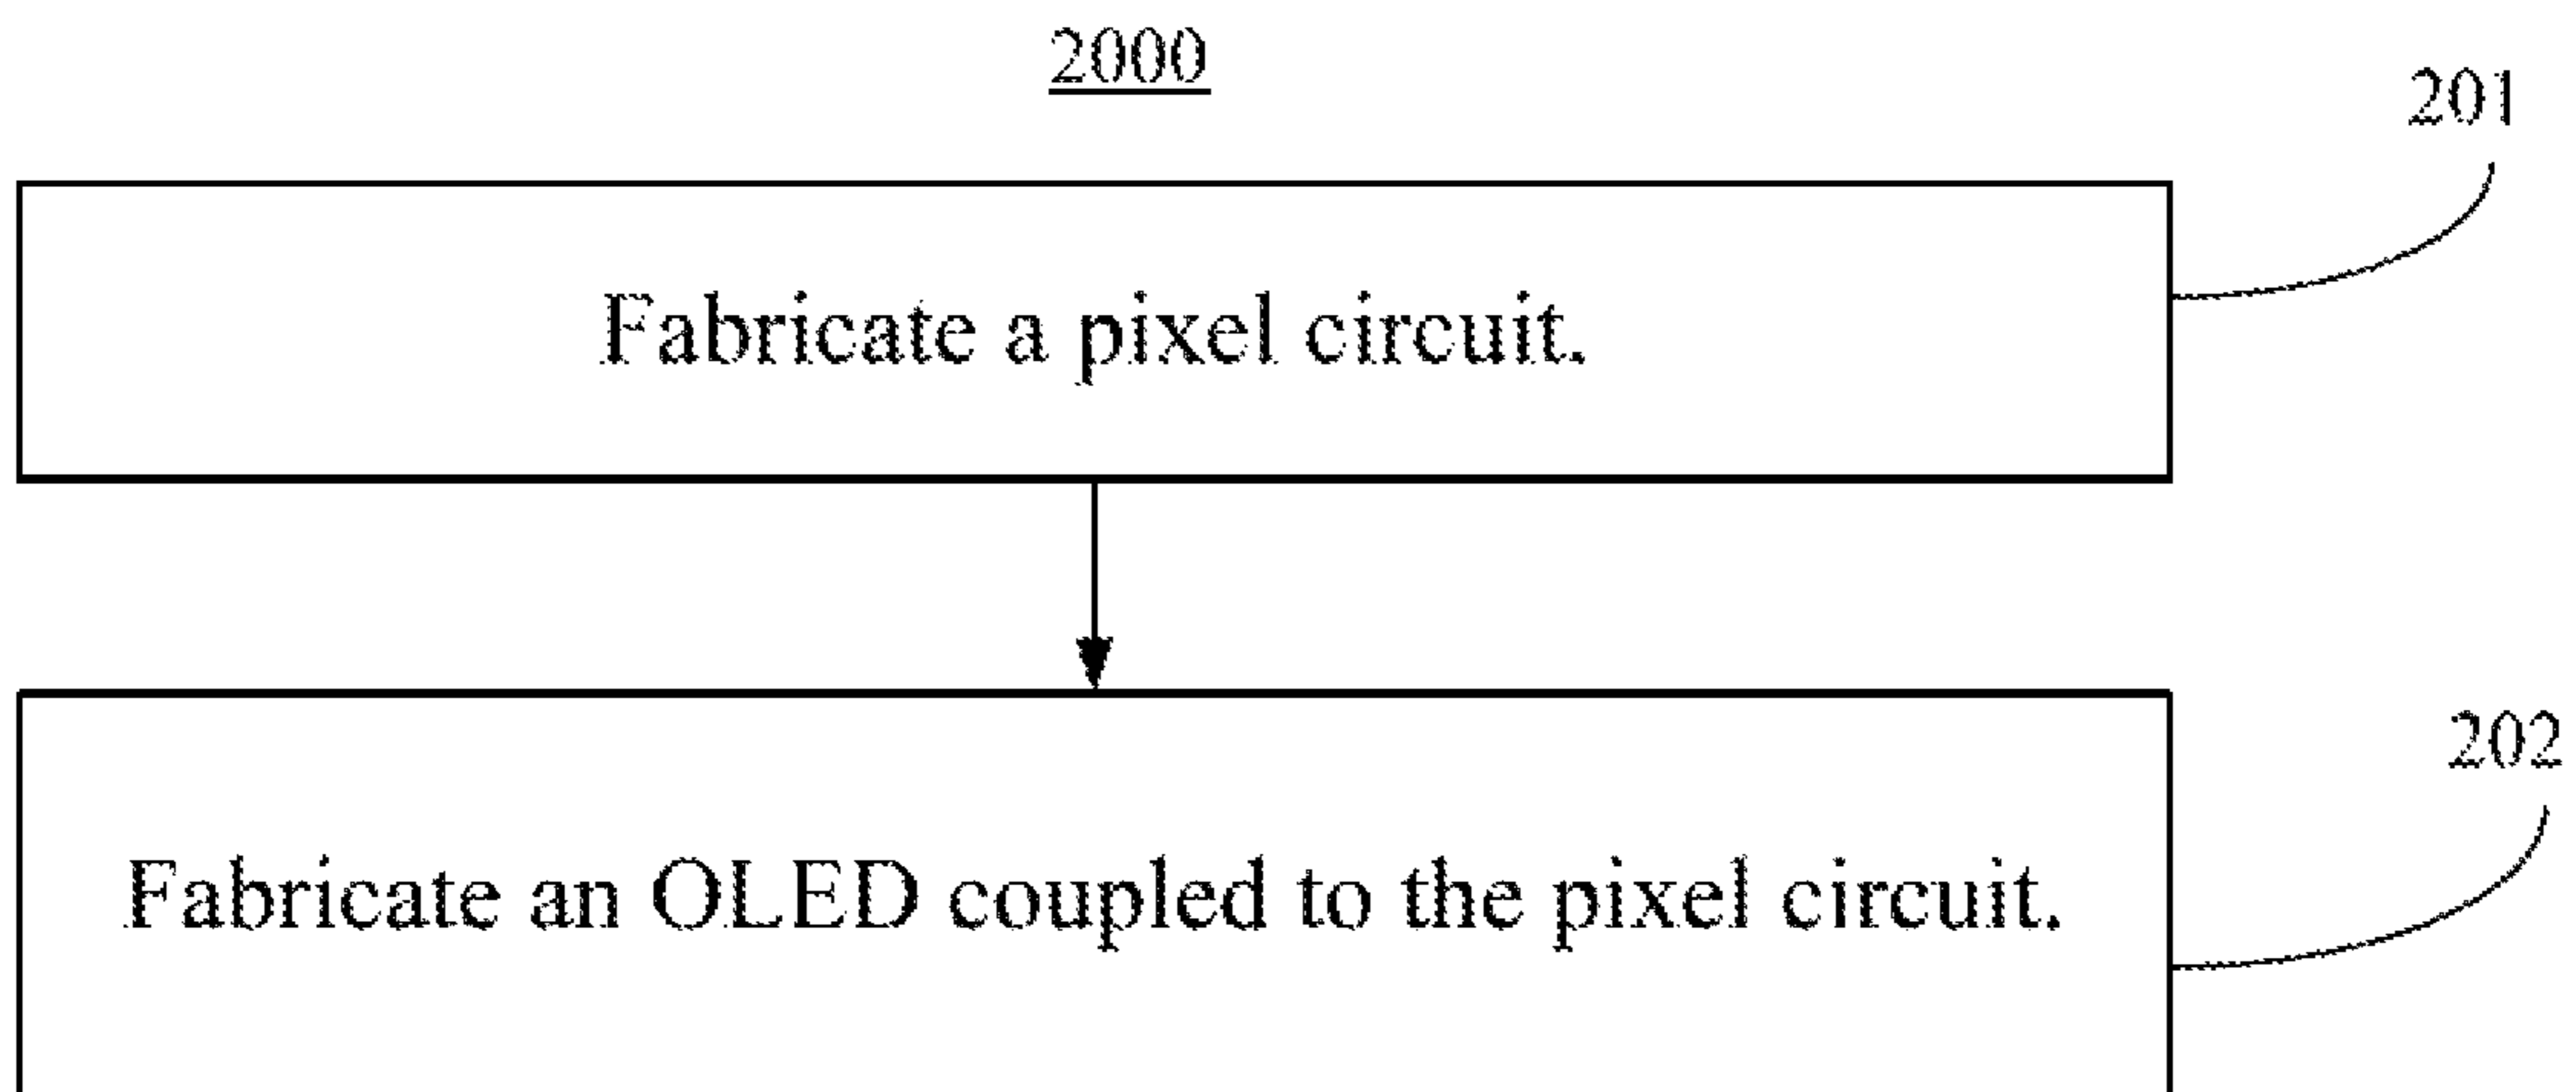 2000
201
Fabricate a pixel circuit.
202
Fabricate an OLED coupled to the pixel circuit.